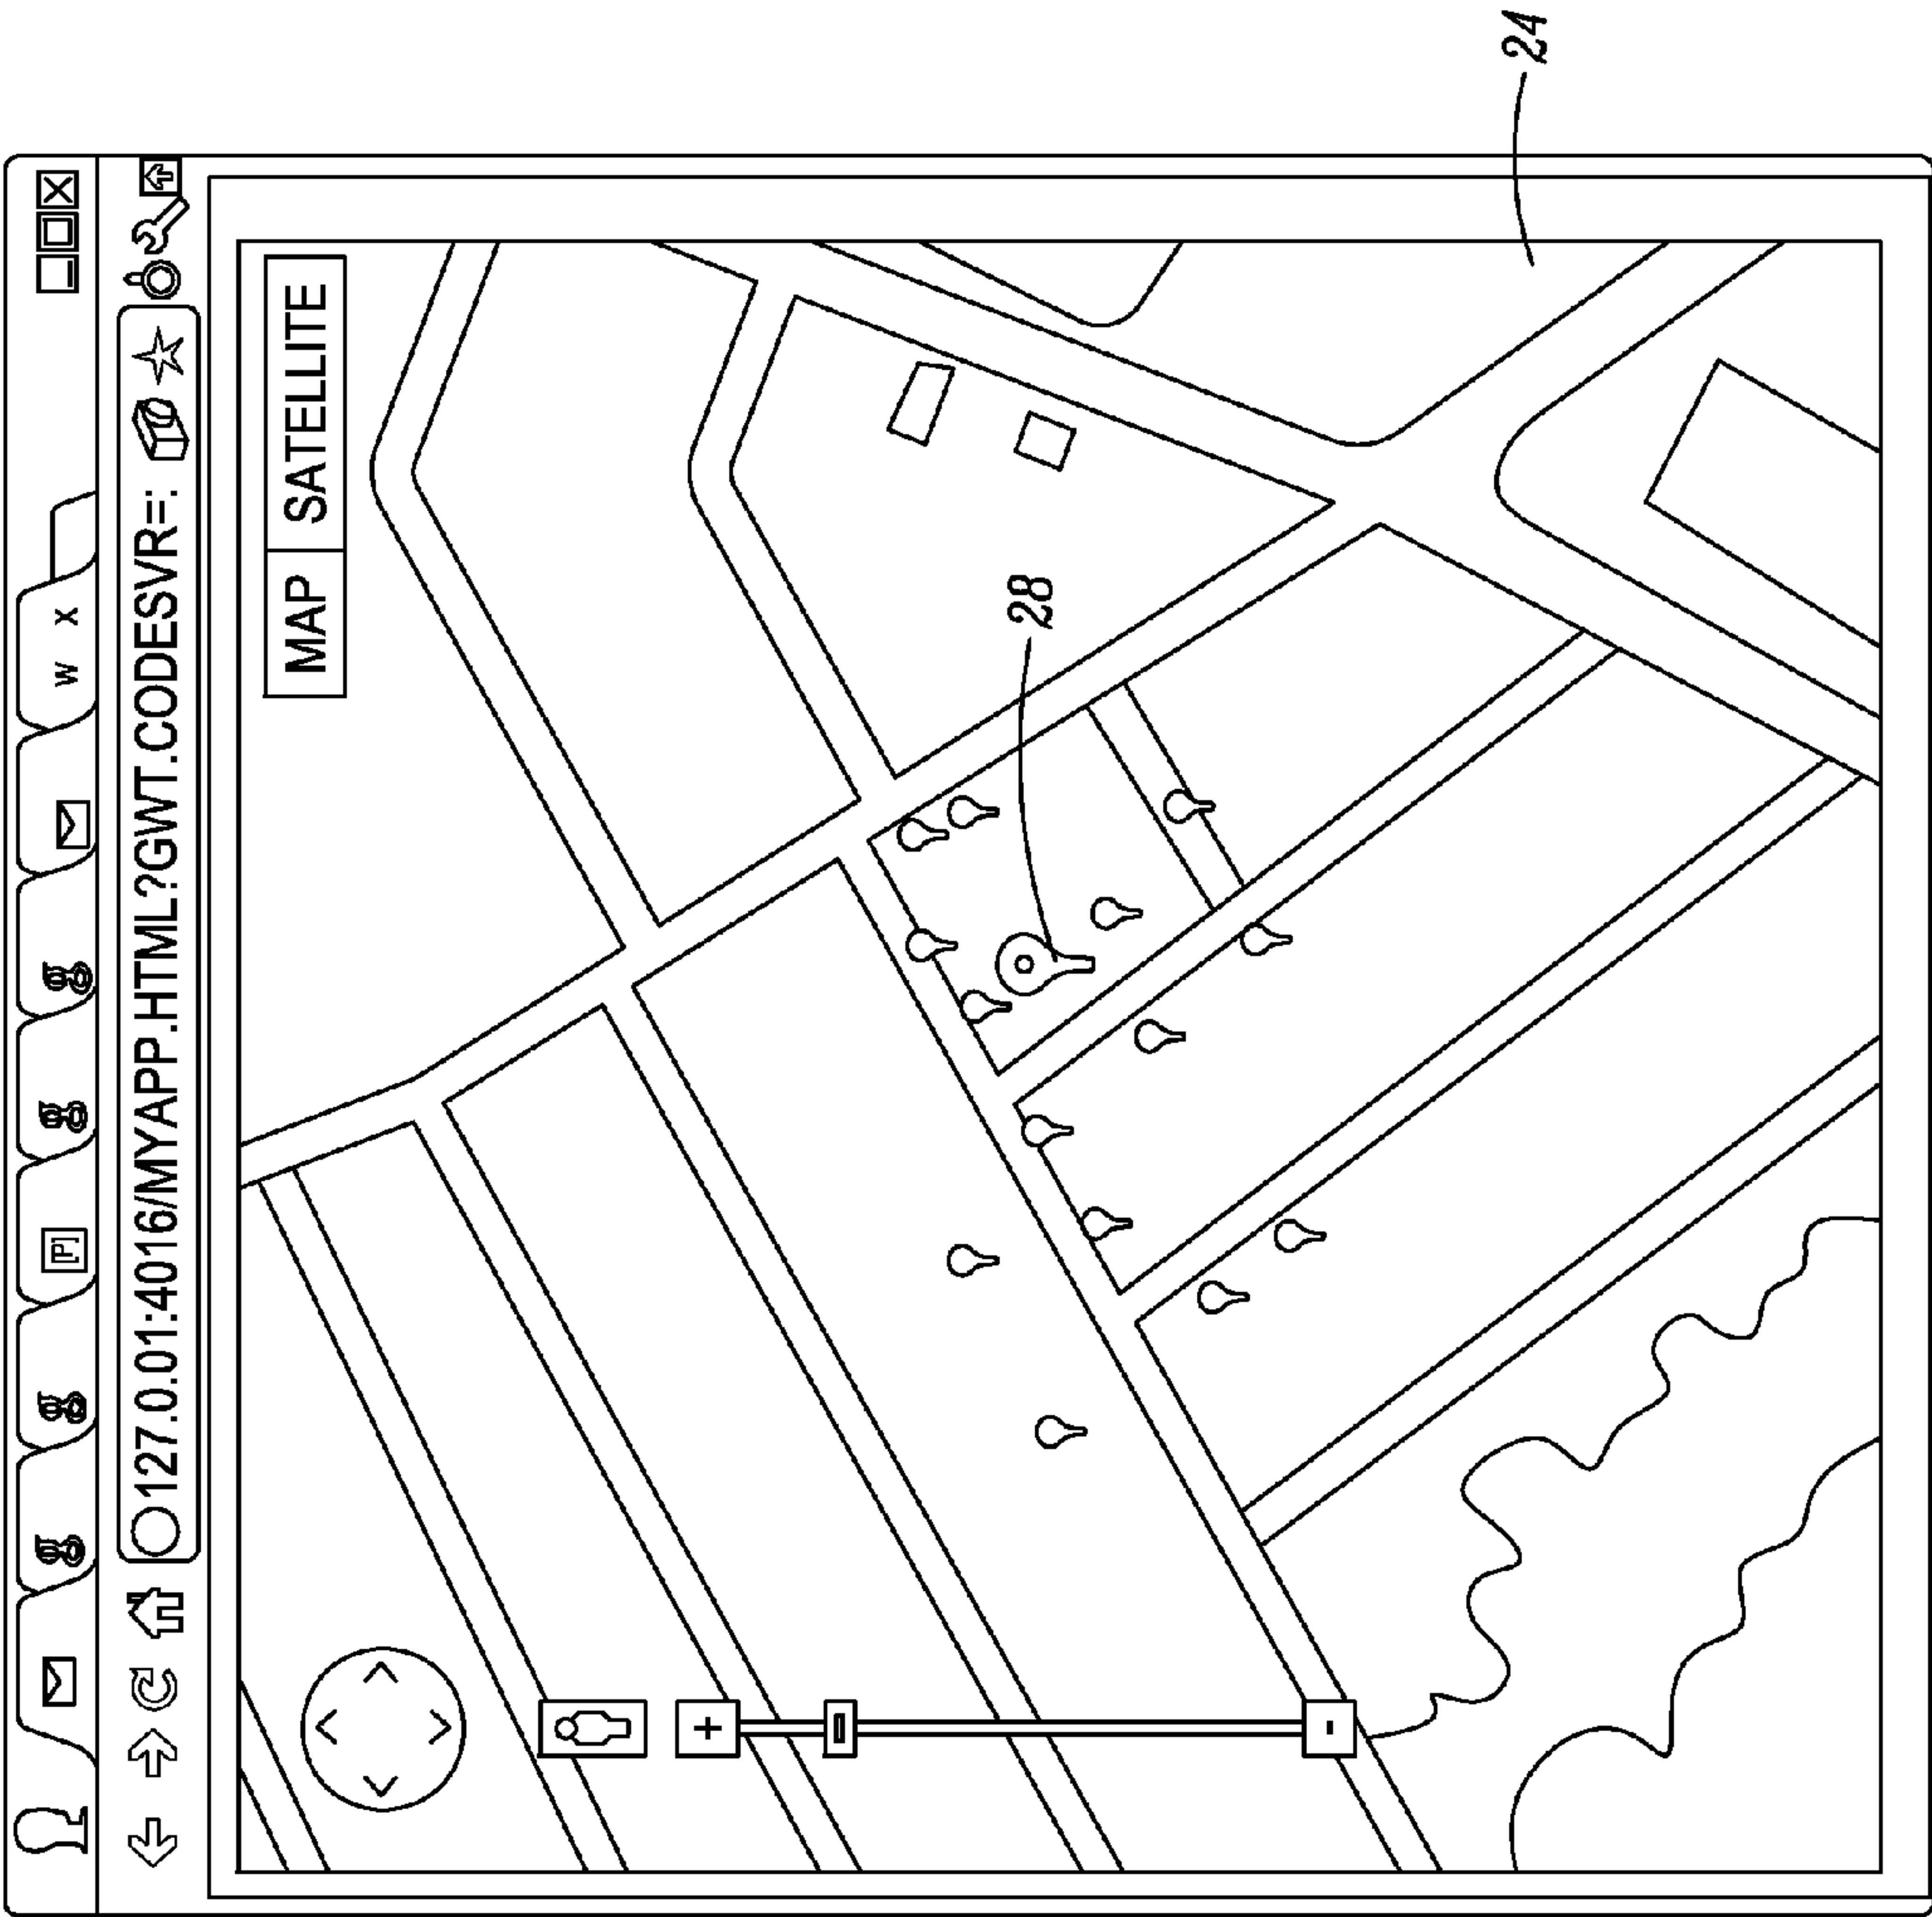 W X
127.0.01:4016/MYAPP.HTML?GWT.CODESVR=:
MAP SATELLITE
28
24